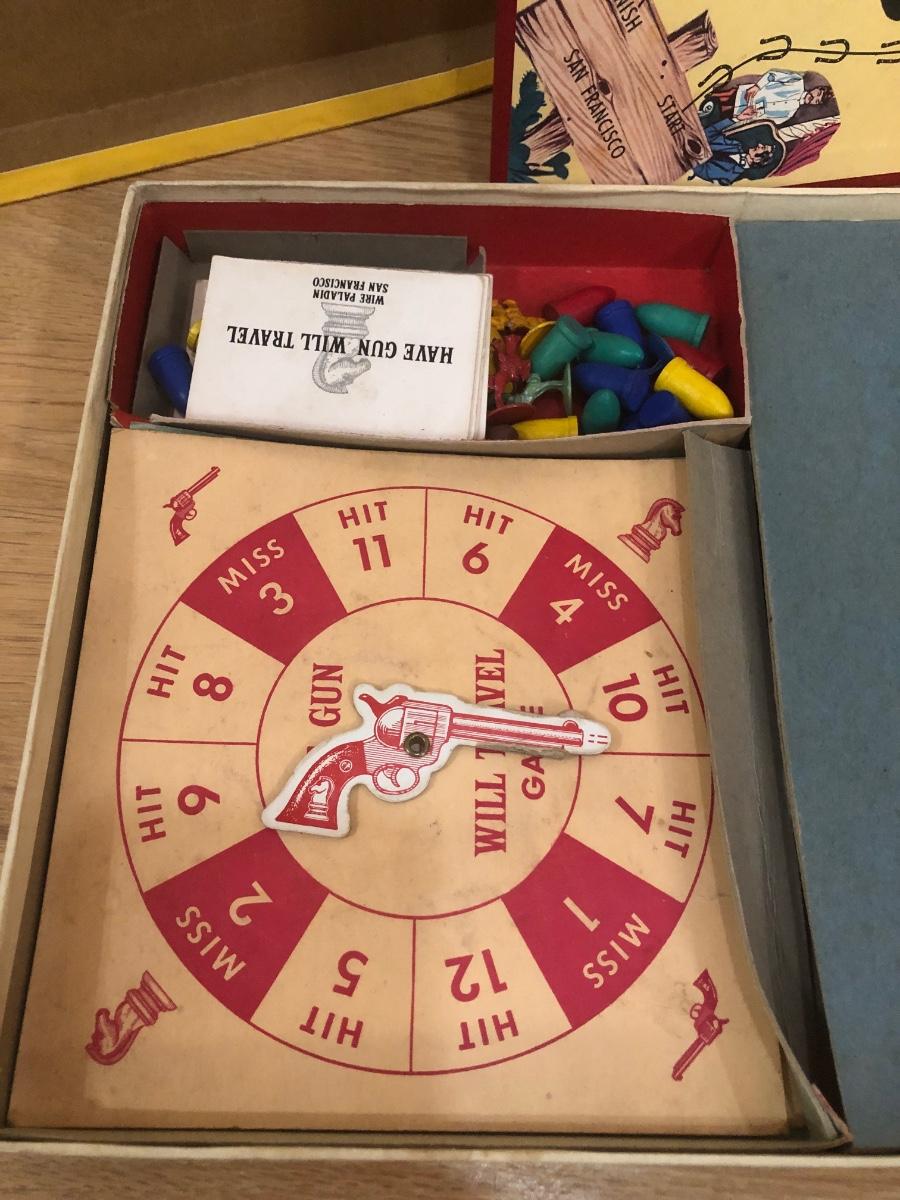 FINISH
SAN FRANCISCO
START
HAVE GUN WILL TRAVEL
WIRE PALADIN
SAN FRANCISCO
HIT
11
HIT
6
MISS
4
HIT
10
HIT
7
MISS
1
HIT
12
HIT
5
MISS
2
HIT
9
HIT
8
MISS
3
GUN
WILL TRAVEL